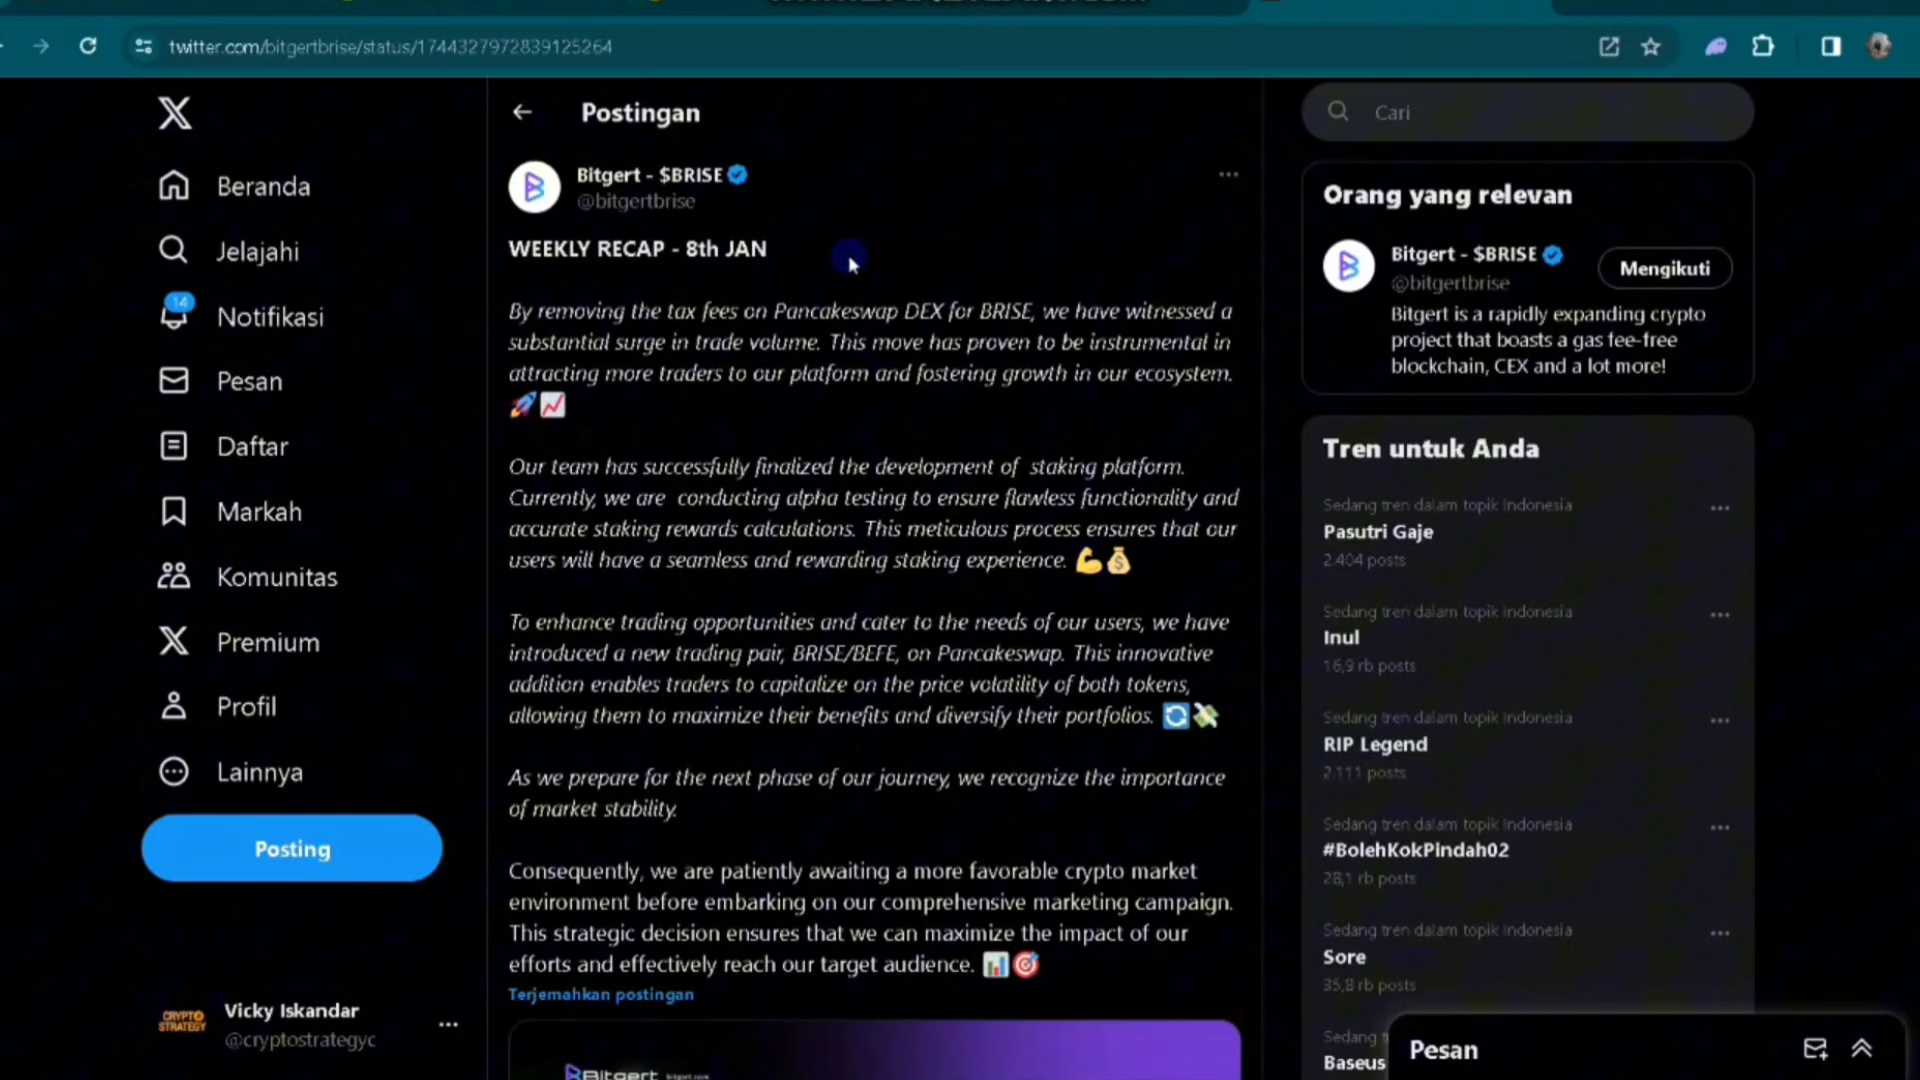 twitter.com/bitgertbrise/status/1744327972839125264
Beranda
Jelajahi
14
Notifikasi
Pesan
Daftar
Markah
Komunitas
Premium
Profil
Lainnya
Posting
Vicky Iskandar
@cryptostrategyc
CRYPTO
STRATEGY
Postingan
Bitgert - $BRISE
@bitgertbrise
WEEKLY RECAP - 8th JAN
By removing the tax fees on Pancakeswap DEX for BRISE, we have witnessed a
substantial surge in trade volume. This move has proven to be instrumental in
attracting more traders to our platform and fostering growth in our ecosystem.
🚀📈
Our team has successfully finalized the development of staking platform.
Currently, we are conducting alpha testing to ensure flawless functionality and
accurate staking rewards calculations. This meticulous process ensures that our
users will have a seamless and rewarding staking experience. 💪💰
To enhance trading opportunities and cater to the needs of our users, we have
introduced a new trading pair, BRISE/BEFE, on Pancakeswap. This innovative
addition enables traders to capitalize on the price volatility of both tokens,
allowing them to maximize their benefits and diversify their portfolios. 🔄💸
As we prepare for the next phase of our journey, we recognize the importance
of market stability.
Consequently, we are patiently awaiting a more favorable crypto market
environment before embarking on our comprehensive marketing campaign.
This strategic decision ensures that we can maximize the impact of our
efforts and effectively reach our target audience. 📊🎯
Terjemahkan postingan
Bitgert
Cari
Orang yang relevan
Bitgert - $BRISE
@bitgertbrise
Mengikuti
Bitgert is a rapidly expanding crypto
project that boasts a gas fee-free
blockchain, CEX and a lot more!
Tren untuk Anda
Sedang tren dalam topik Indonesia
Pasutri Gaje
2.404 posts
Sedang tren dalam topik Indonesia
Inul
16,9 rb posts
Sedang tren dalam topik Indonesia
RIP Legend
2.111 posts
Sedang tren dalam topik Indonesia
#BolehKokPindah02
28,1 rb posts
Sedang tren dalam topik Indonesia
Sore
35,8 rb posts
Sedang
Baseus
Pesan